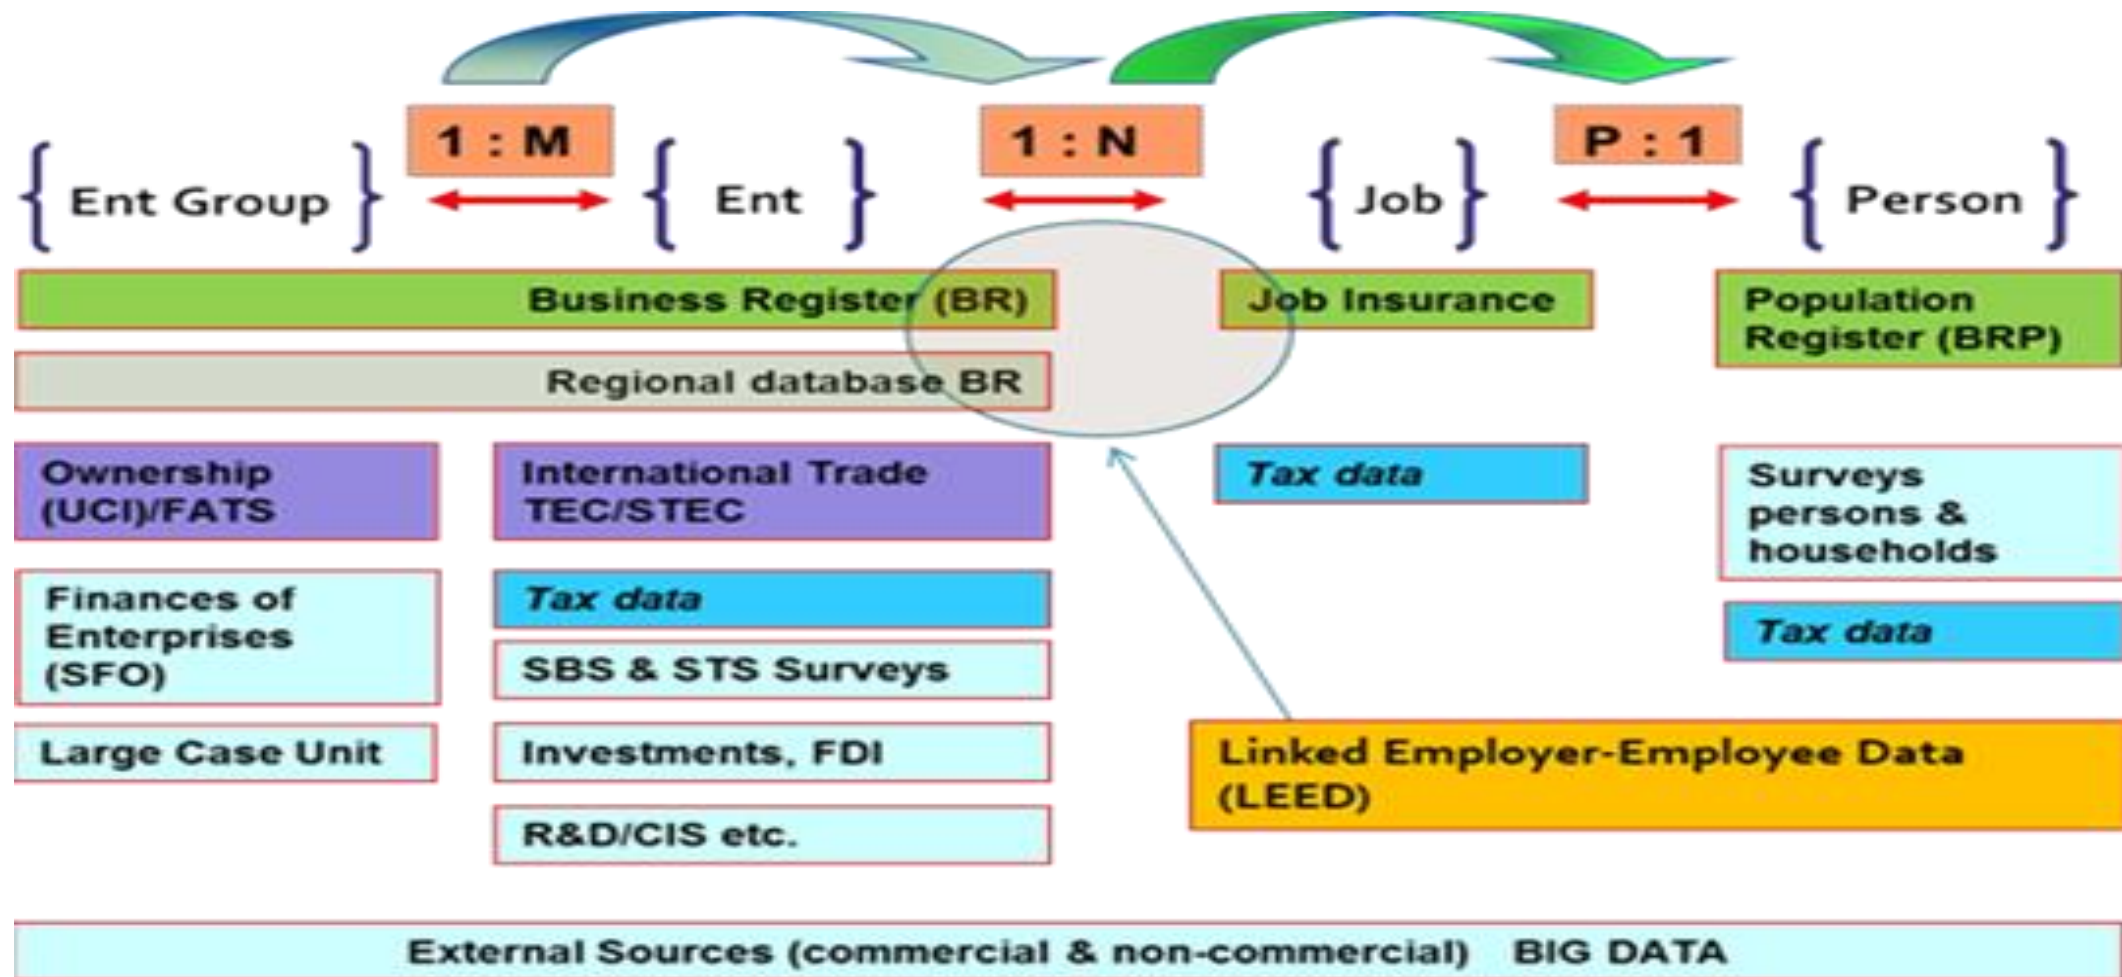 1 : M
1 : N
P : 1
Ent Group
Ent
Job
Person
Business Register (BR)
Job Insurance
Population
Register (BRP)
Regional database BR
Ownership
(UCI)/FATS
International Trade
TEC/STEC
Tax data
Surveys
persons &
households
Finances of
Enterprises
(SFO)
Tax data
Tax data
SBS & STS Surveys
Large Case Unit
Investments, FDI
Linked Employer-Employee Data
(LEED)
R&D/CIS etc.
External Sources (commercial & non-commercial) BIG DATA